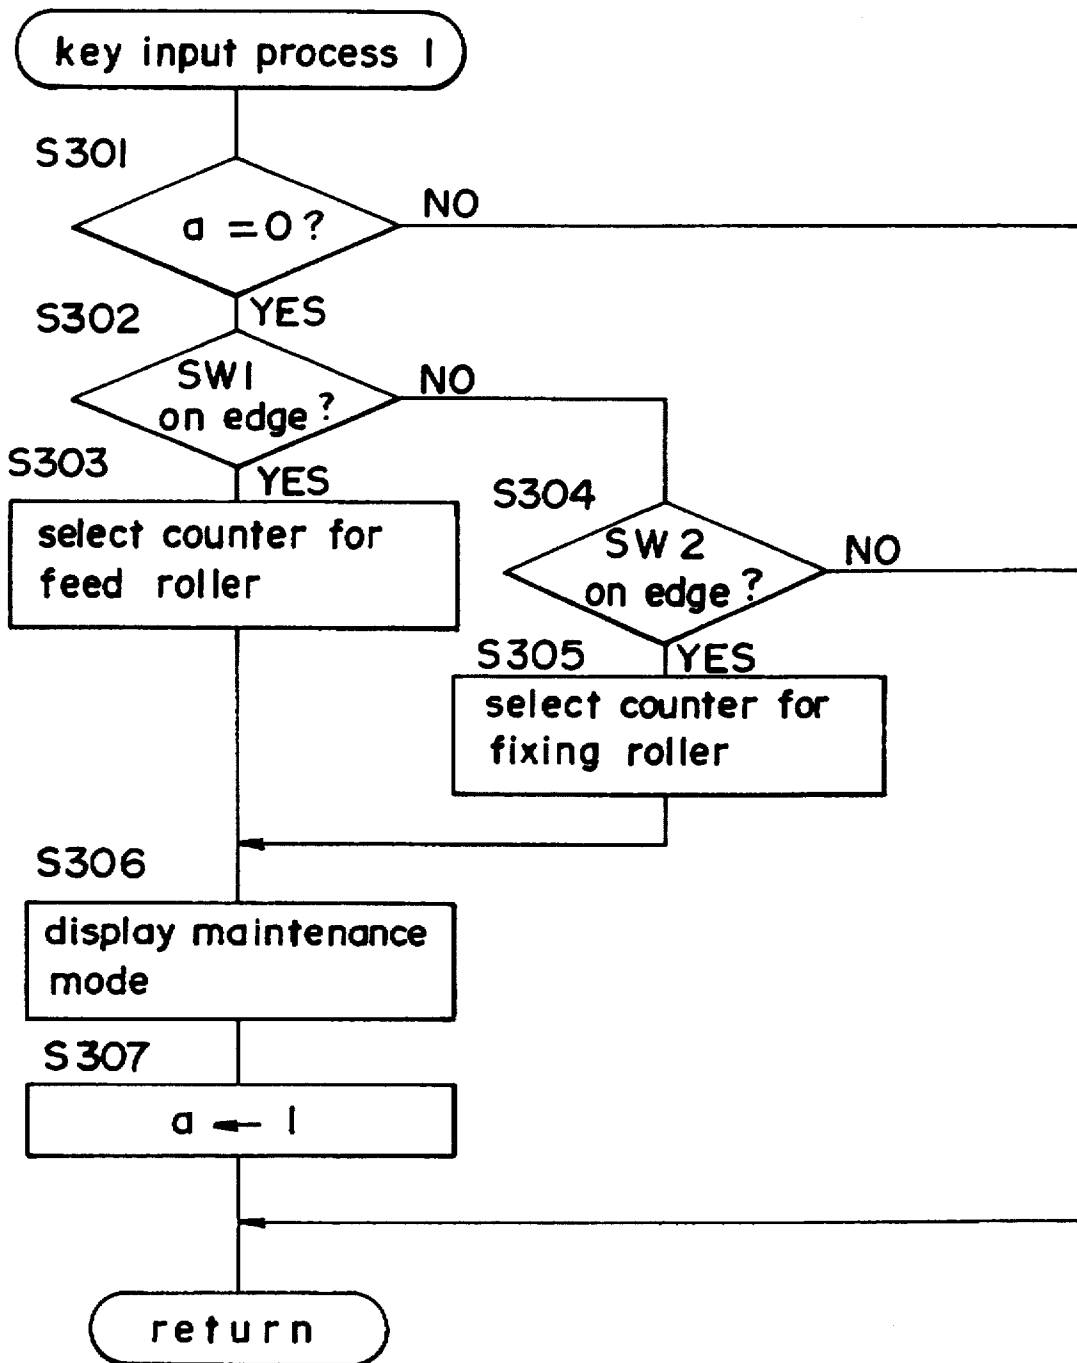 key input process 1
S301
a = 0 ?
NO
YES
S302
SW1
on edge ?
NO
YES
S303
select counter for
feed roller
S304
SW2
on edge ?
NO
YES
S305
select counter for
fixing roller
S306
display maintenance
mode
S307
a ← 1
return